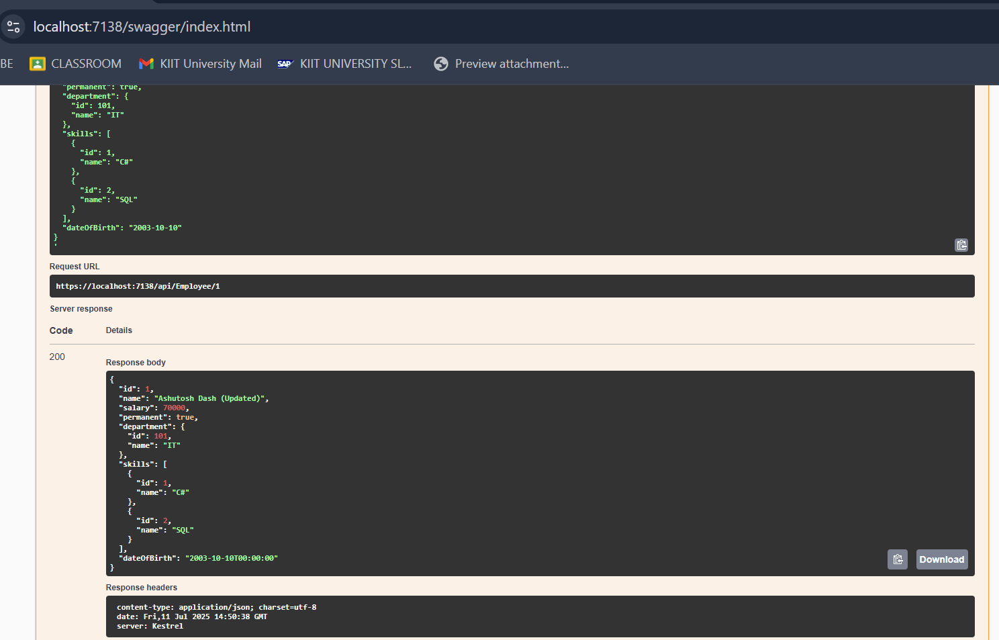 localhost:7138/swagger/index.html
BE CLASSROOM KIIT University Mail SAP KIIT UNIVERSITY SL... Preview attachment...
"permanent": true,
"department": {
"id": 101,
"name": "IT"
},
"skills": [
{
"id": 1,
"name": "C#"
},
{
"id": 2,
"name": "SQL"
}
],
"dateOfBirth": "2003-10-10"
}
'
Request URL
https://localhost:7138/api/Employee/1
Server response
Code Details
200
Response body
{
"id": 1,
"name": "Ashutosh Dash (Updated)",
"salary": 70000,
"permanent": true,
"department": {
"id": 101,
"name": "IT"
},
"skills": [
{
"id": 1,
"name": "C#"
},
{
"id": 2,
"name": "SQL"
}
],
"dateOfBirth": "2003-10-10T00:00:00"
}
Download
Response headers
content-type: application/json; charset=utf-8
date: Fri,11 Jul 2025 14:50:38 GMT
server: Kestrel